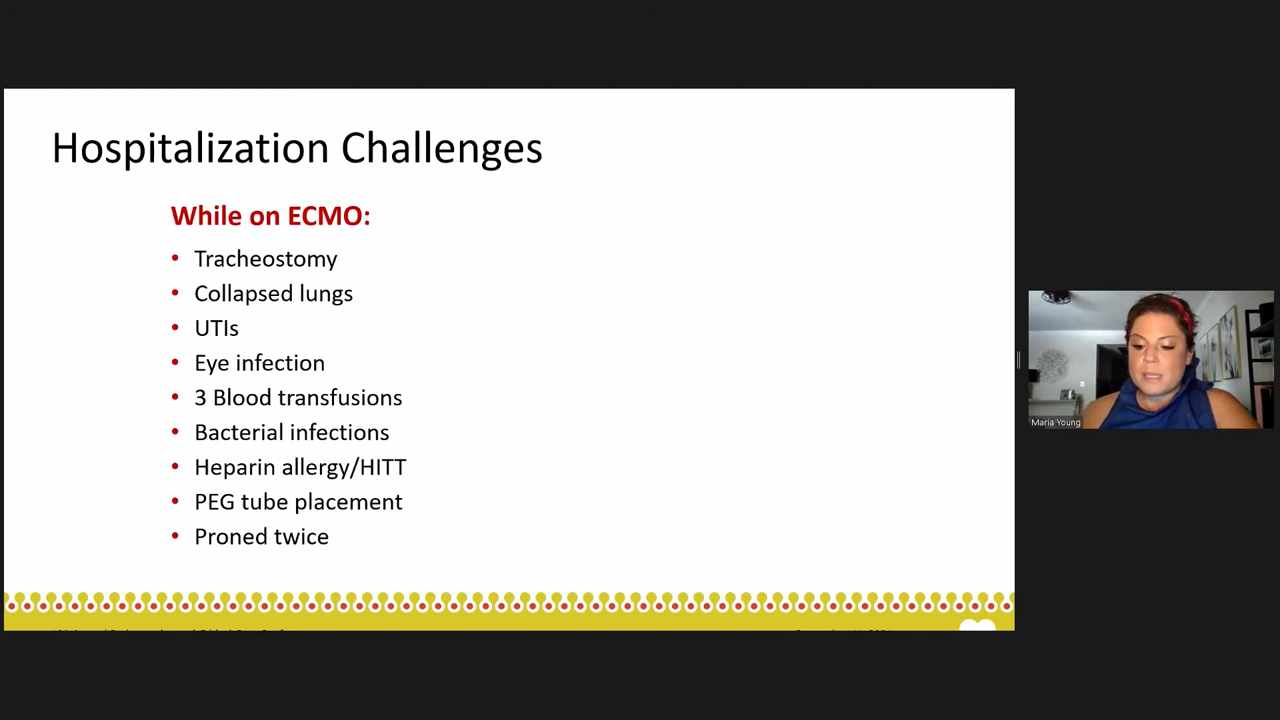 Hospitalization Challenges
While on ECMO:
• Tracheostomy
• Collapsed lungs
• UTIs
• Eye infection
• 3 Blood transfusions
• Bacterial infections
• Heparin allergy/HITT
• PEG tube placement
• Proned twice
Maria Young